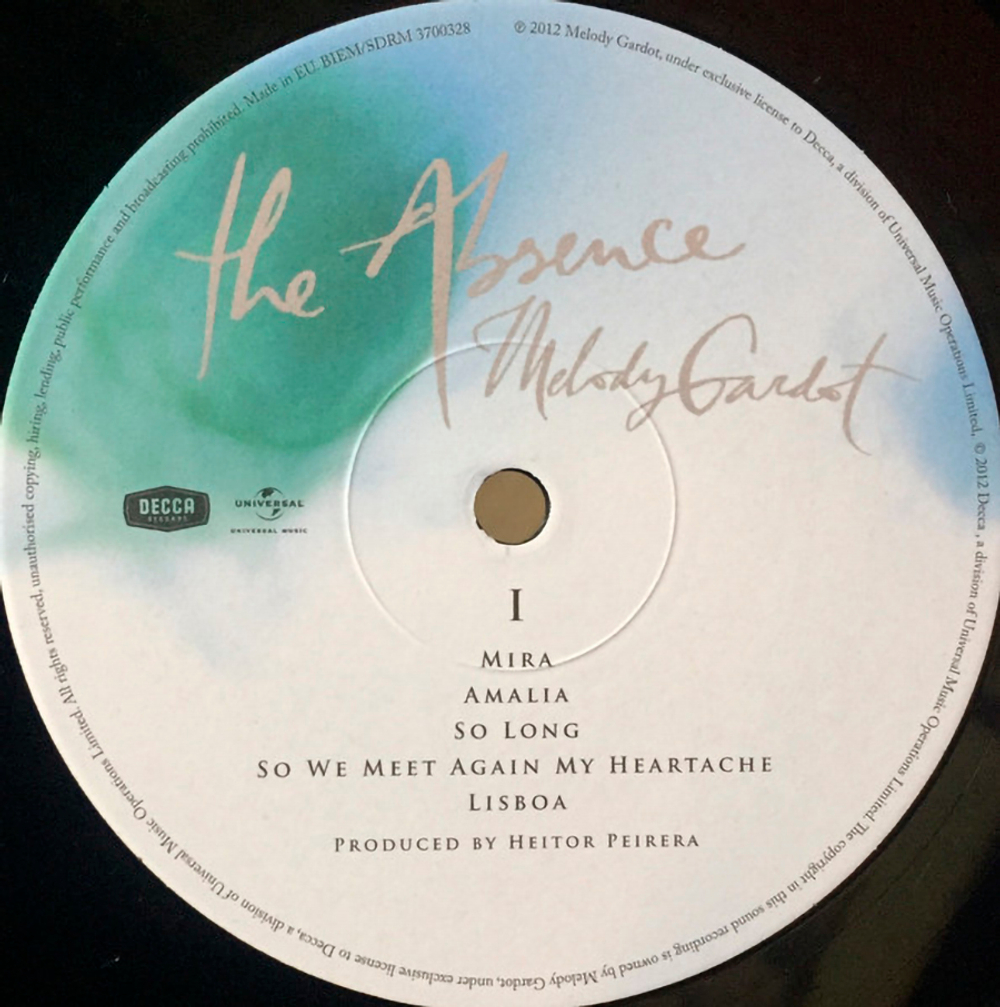 Made in EU. BIEM/SDRM 3700328
℗ 2012 Melody Gardot, under exclusive license to Decca, a division of Universal Music Operations Limited. © 2012 Decca, a division of Universal Music Operations Limited. The copyright in this sound recording is owned by Melody Gardot, under exclusive license to Decca, a division of Universal Music Operations Limited. All rights reserved, unauthorised copying, hiring, lending, public performance and broadcasting prohibited.
the Absence
Melody Gardot
DECCA
RECORDS
UNIVERSAL
UNIVERSAL MUSIC
I
MIRA
AMALIA
SO LONG
SO WE MEET AGAIN MY HEARTACHE
LISBOA
PRODUCED BY HEITOR PEIRERA